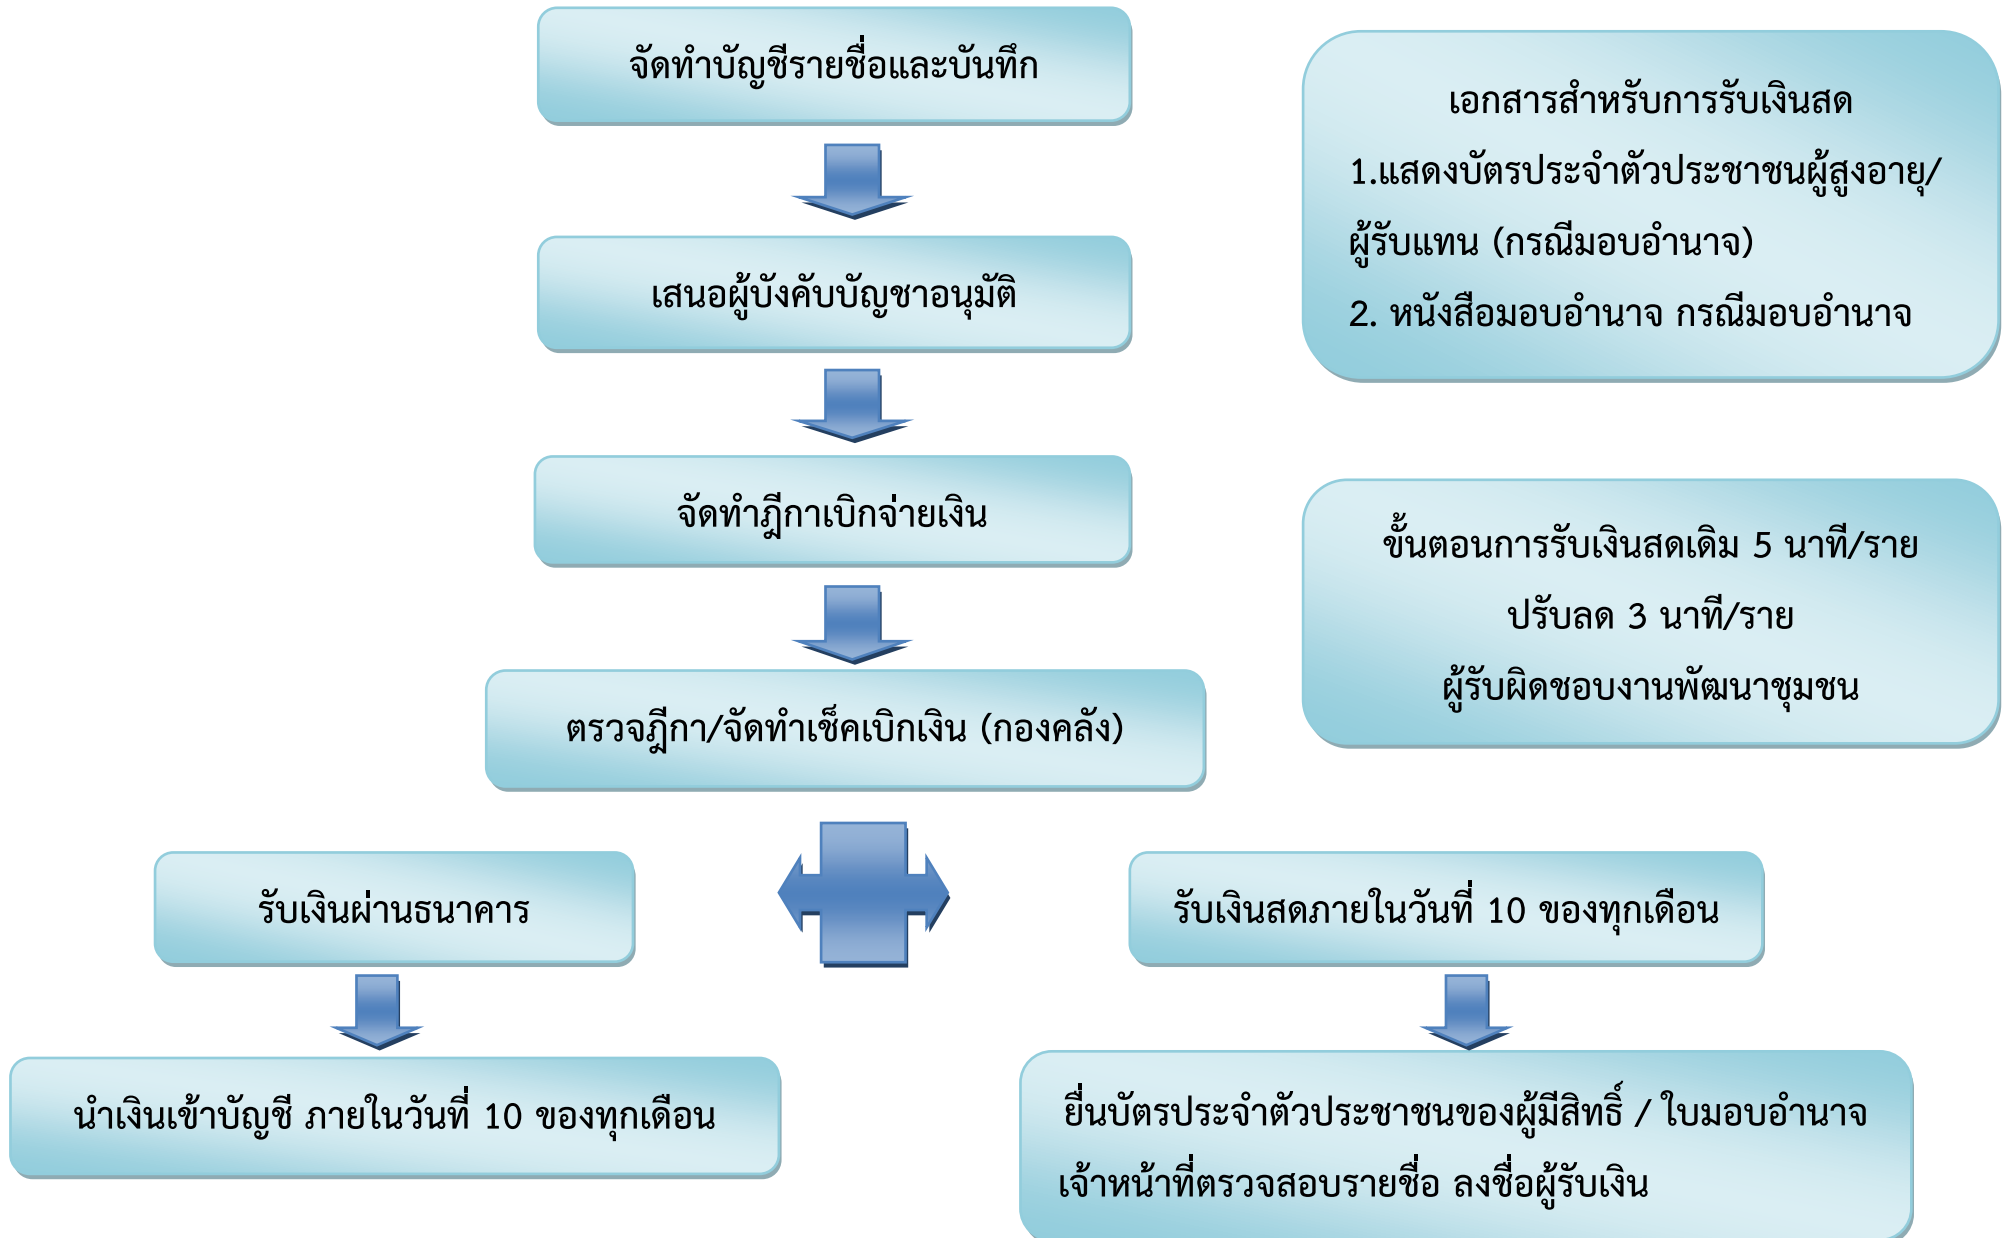 จัดทำบัญชีรายชื่อและบันทึก
เสนอผู้บังคับบัญชาอนุมัติ
จัดทำฎีกาเบิกจ่ายเงิน
ตรวจฎีกา/จัดทำเช็คเบิกเงิน (กองคลัง)
รับเงินผ่านธนาคาร
นำเงินเข้าบัญชี ภายในวันที่ 10 ของทุกเดือน
รับเงินสดภายในวันที่ 10 ของทุกเดือน
ยื่นบัตรประจำตัวประชาชนของผู้มีสิทธิ์ / ใบมอบอำนาจ
เจ้าหน้าที่ตรวจสอบรายชื่อ ลงชื่อผู้รับเงิน
เอกสารสำหรับการรับเงินสด
1.แสดงบัตรประจำตัวประชาชนผู้สูงอายุ/
ผู้รับแทน (กรณีมอบอำนาจ)
2. หนังสือมอบอำนาจ กรณีมอบอำนาจ
ขั้นตอนการรับเงินสดเดิม 5 นาที/ราย
ปรับลด 3 นาที/ราย
ผู้รับผิดชอบงานพัฒนาชุมชน